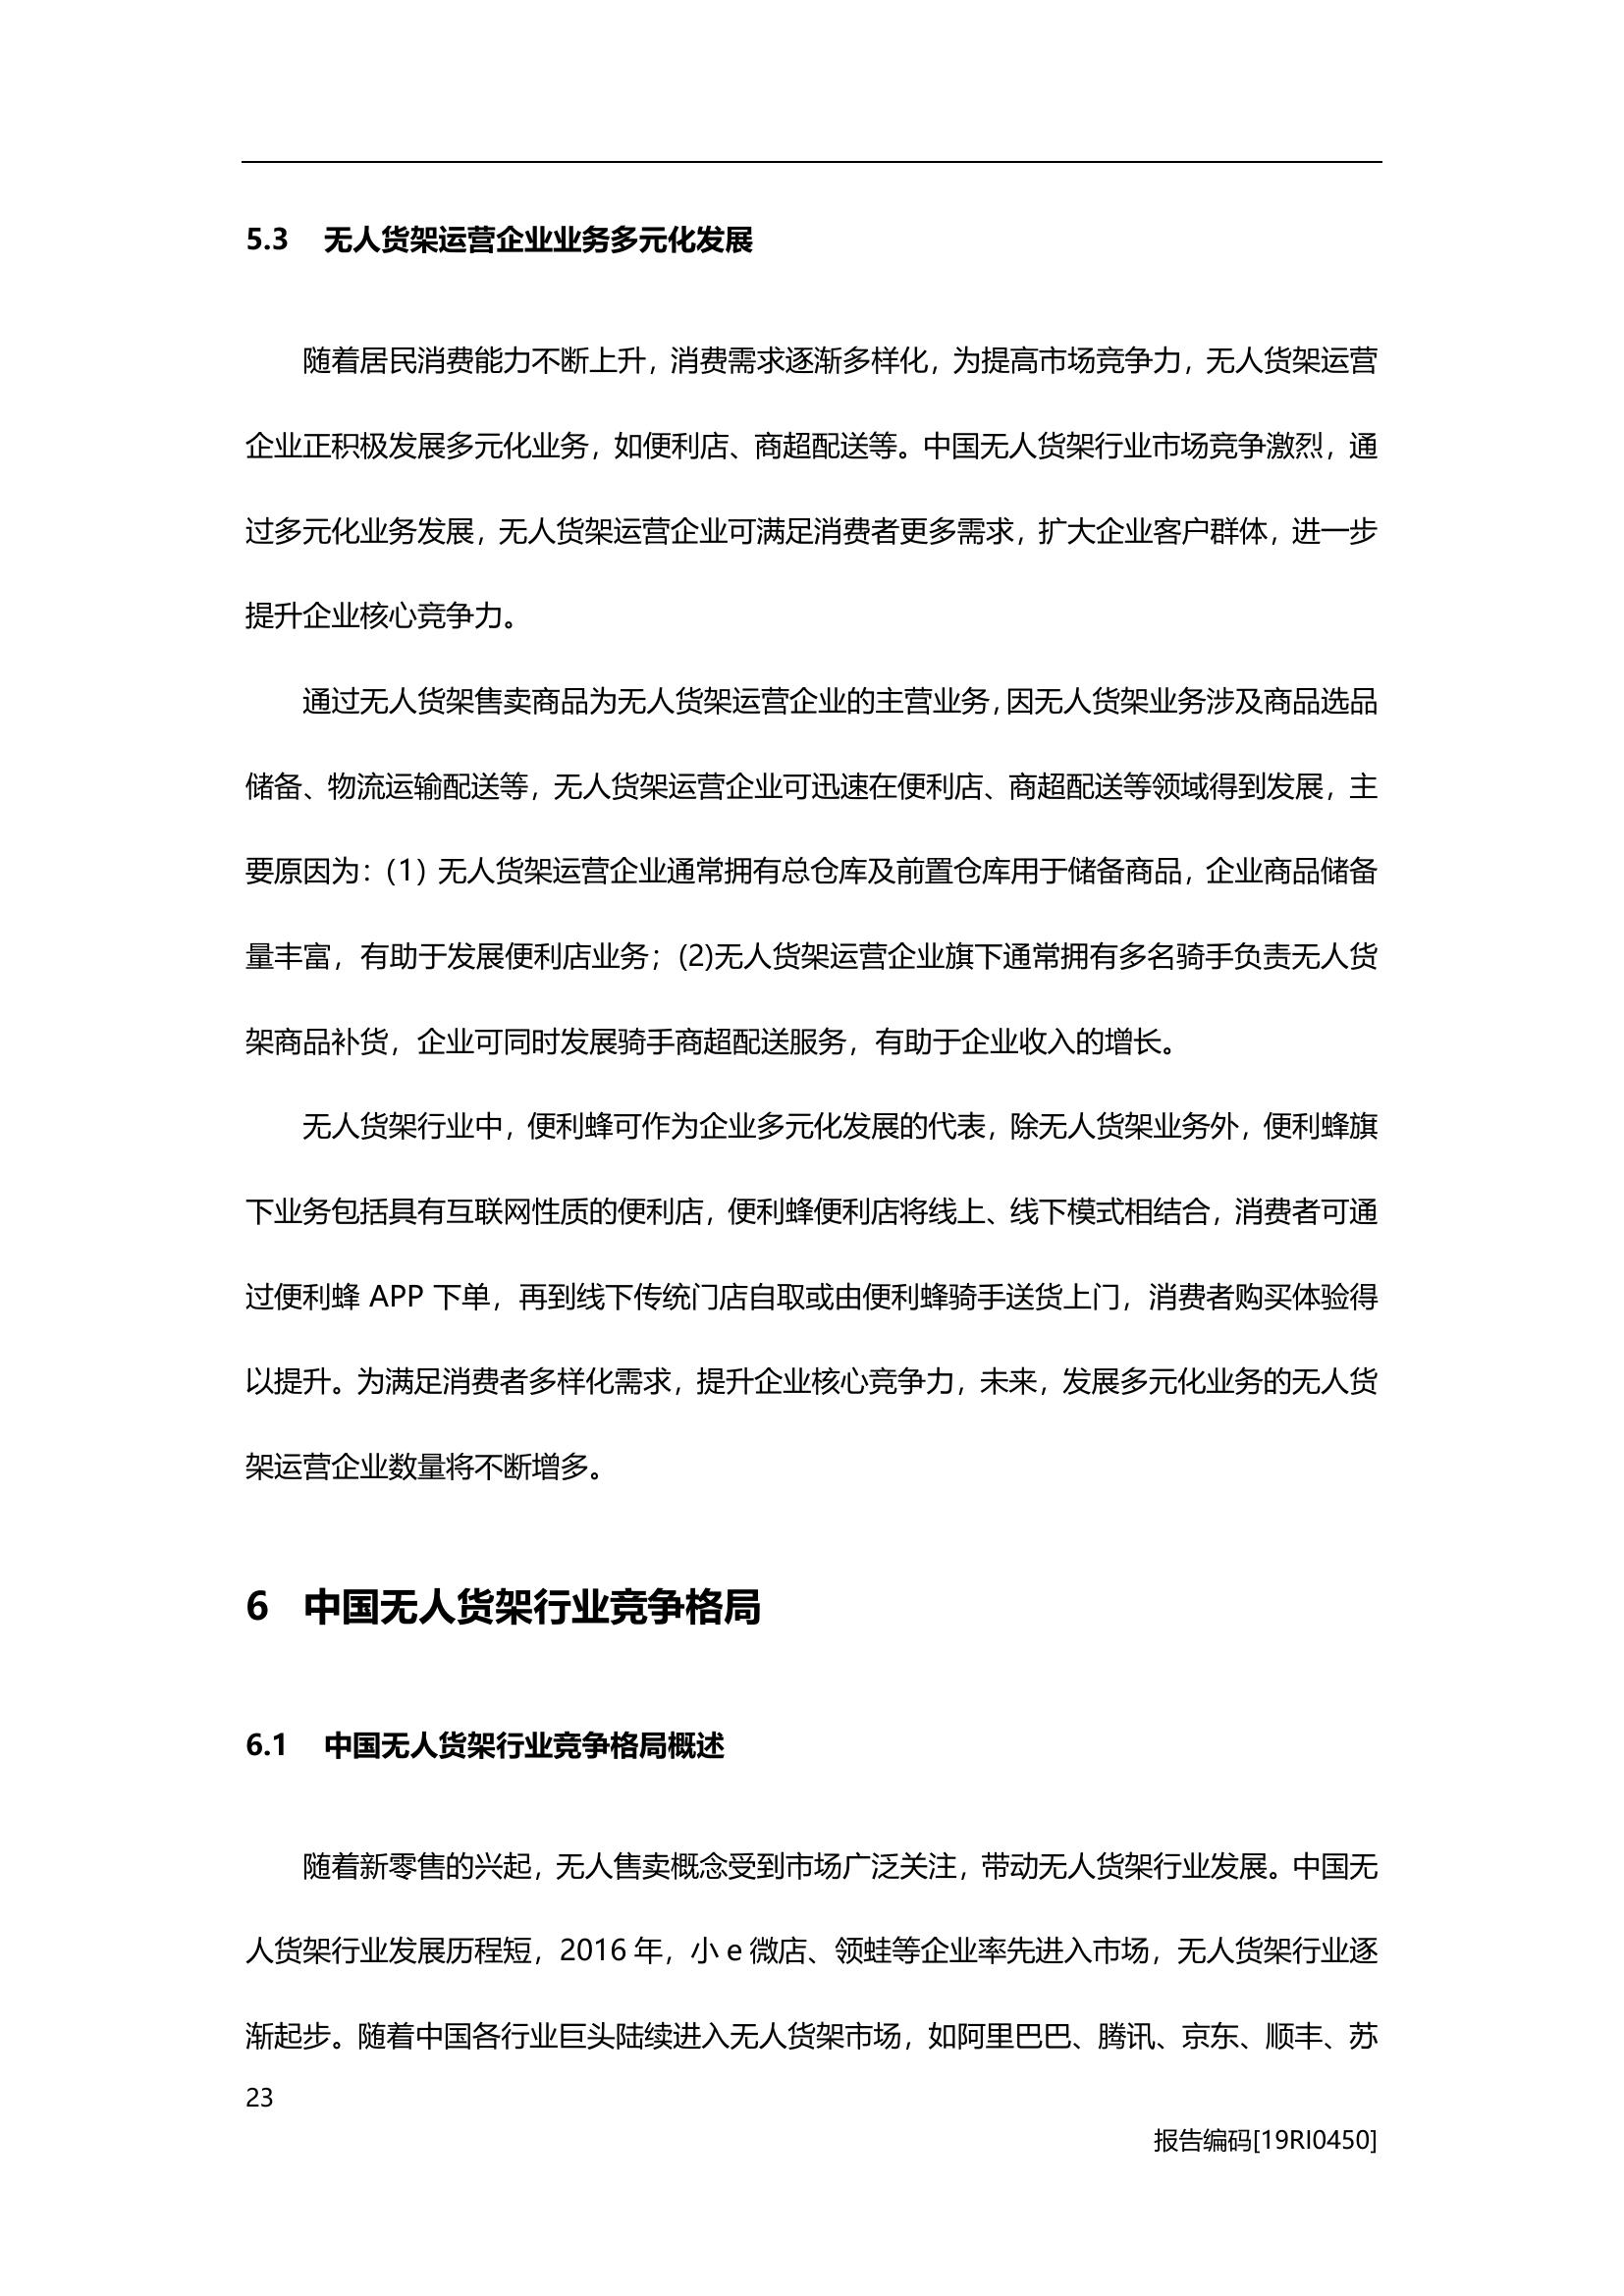 5.3 无人货架运营企业业务多元化发展
随着居民消费能力不断上升，消费需求逐渐多样化，为提高市场竞争力，无人货架运营
企业正积极发展多元化业务，如便利店、商超配送等。中国无人货架行业市场竞争激烈，通
过多元化业务发展，无人货架运营企业可满足消费者更多需求，扩大企业客户群体，进一步
提升企业核心竞争力。
通过无人货架售卖商品为无人货架运营企业的主营业务，因无人货架业务涉及商品选品
储备、物流运输配送等，无人货架运营企业可迅速在便利店、商超配送等领域得到发展，主
要原因为：(1) 无人货架运营企业通常拥有总仓库及前置仓库用于储备商品，企业商品储备
量丰富，有助于发展便利店业务；(2)无人货架运营企业旗下通常拥有多名骑手负责无人货
架商品补货，企业可同时发展骑手商超配送服务，有助于企业收入的增长。
无人货架行业中，便利蜂可作为企业多元化发展的代表，除无人货架业务外，便利蜂旗
下业务包括具有互联网性质的便利店，便利蜂便利店将线上、线下模式相结合，消费者可通
过便利蜂 APP 下单，再到线下传统门店自取或由便利蜂骑手送货上门，消费者购买体验得
以提升。为满足消费者多样化需求，提升企业核心竞争力，未来，发展多元化业务的无人货
架运营企业数量将不断增多。
6 中国无人货架行业竞争格局
6.1 中国无人货架行业竞争格局概述
随着新零售的兴起，无人售卖概念受到市场广泛关注，带动无人货架行业发展。中国无
人货架行业发展历程短，2016 年，小 e 微店、领蛙等企业率先进入市场，无人货架行业逐
渐起步。随着中国各行业巨头陆续进入无人货架市场，如阿里巴巴、腾讯、京东、顺丰、苏
23
报告编码[19RI0450]